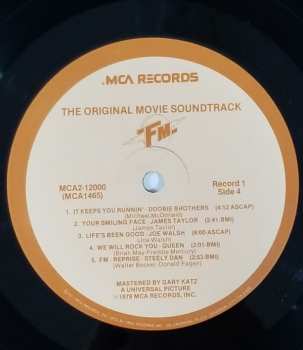 MCA RECORDS
THE ORIGINAL MOVIE SOUNDTRACK
FM
MCA2-12000
(MCA1465)
Record 1
Side 4
1. IT KEEPS YOU RUNNIN' - DOOBIE BROTHERS (4:12 ASCAP)
(Michael McDonald)
2. YOUR SMILING FACE - JAMES TAYLOR (2:41-BMI)
(James Taylor)
3. LIFE'S BEEN GOOD - JOE WALSH (8:00 ASCAP)
(Joe Walsh)
4. WE WILL ROCK YOU - QUEEN (2:01-BMI)
(Brian May-Freddie Mercury)
5. FM - REPRISE - STEELY DAN (2:53-BMI)
(Walter Becker, Donald Fagen)
MASTERED BY GARY KATZ
A UNIVERSAL PICTURE
℗ 1978 MCA RECORDS, INC.